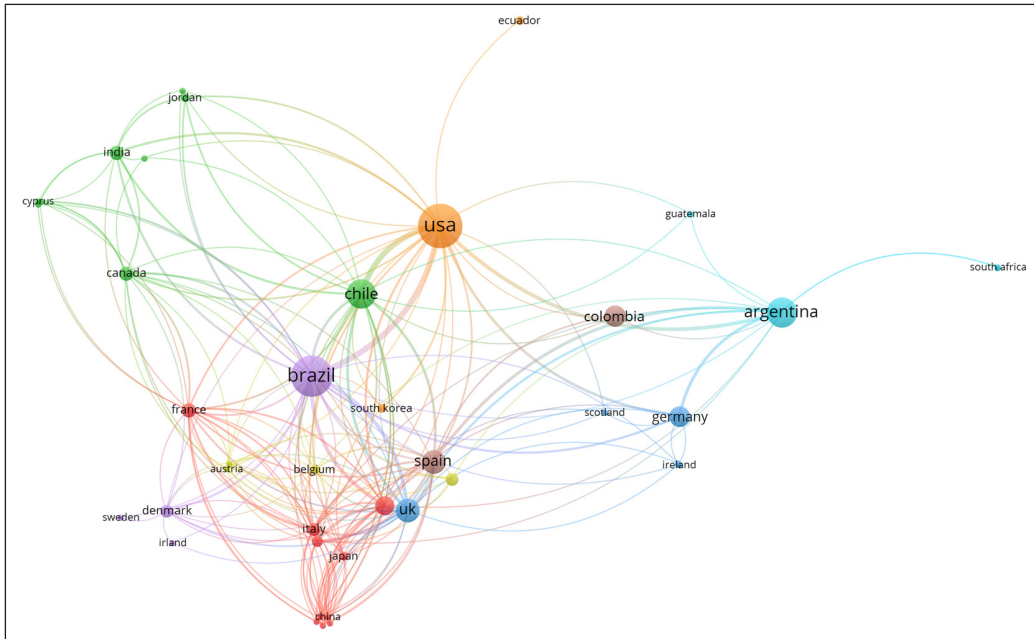 ecuador
jordan
india
cyprus
usa
guatemala
south africa
canada
chile
argentina
colombia
brazil
south korea
france
scotland
germany
spain
austria
belgium
ireland
denmark
uk
sweden
italy
irland
japan
china